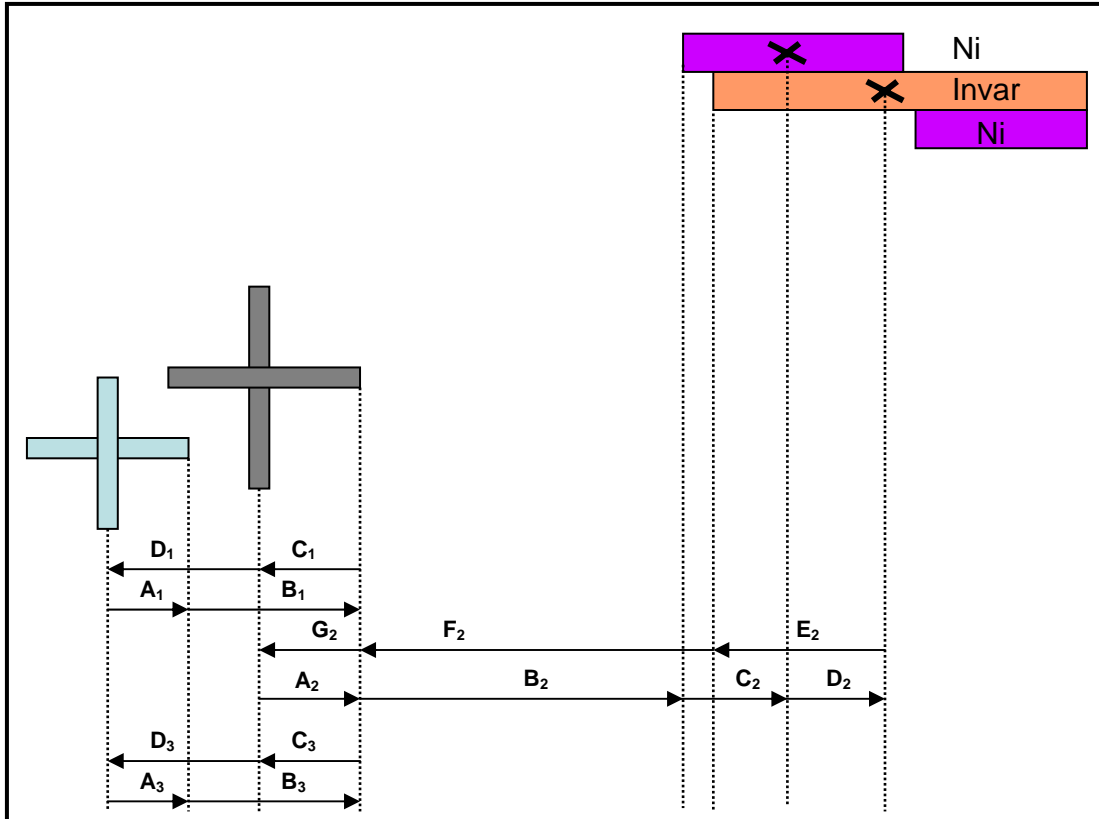 Ni
Invar
Ni
D₁ C₁
A₁ B₁
G₂ F₂ E₂
A₂ B₂ C₂ D₂
D₃ C₃
A₃ B₃